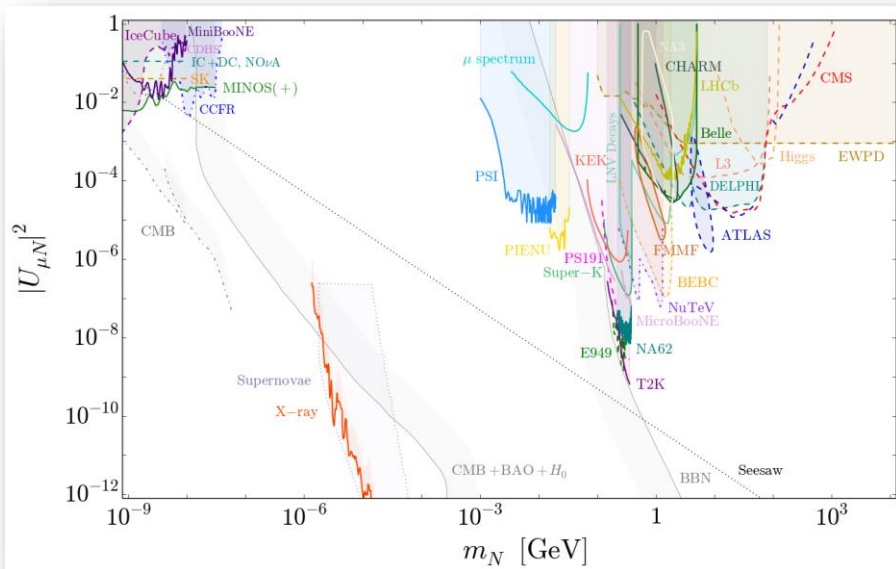 1
10⁻²
10⁻⁴
10⁻⁶
10⁻⁸
10⁻¹⁰
10⁻¹²
|U_{μN}|²
IceCube
MiniBooNE
CDHS
IC+DC, NOνA
SK
MINOS(+)
CCFR
μ spectrum
NA3
CHARM
LHCb
CMS
Belle
PSI
KEK
LNV Decays
L3
Higgs
EWPD
DELPHI
CMB
PIENU
PS191
FMMF
ATLAS
Super-K
BEBC
NuTeV
MicroBooNE
E949
NA62
T2K
Supernovae
X-ray
CMB+BAO+H₀
BBN
Seesaw
10⁻⁹
10⁻⁶
10⁻³
1
10³
m_N [GeV]